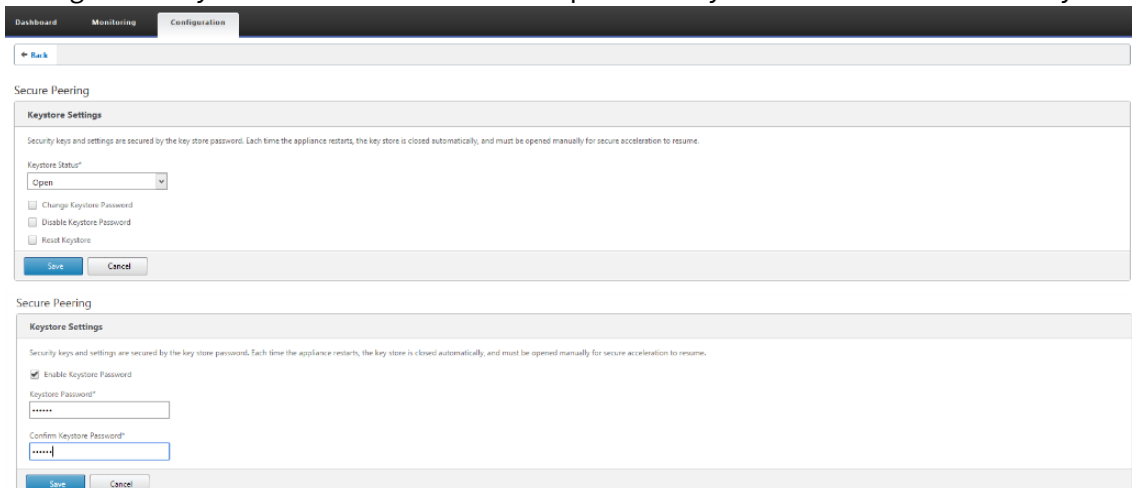 Dashboard Monitoring Configuration
← Back
Secure Peering
Keystore Settings
Security keys and settings are secured by the key store password. Each time the appliance restarts, the key store is closed automatically, and must be opened manually for secure acceleration to resume.
Keystore Status*
Open
Change Keystore Password
Disable Keystore Password
Reset Keystore
Save Cancel
Secure Peering
Keystore Settings
Security keys and settings are secured by the key store password. Each time the appliance restarts, the key store is closed automatically, and must be opened manually for secure acceleration to resume.
Enable Keystore Password
Keystore Password*
••••••
Confirm Keystore Password*
••••••
Save Cancel